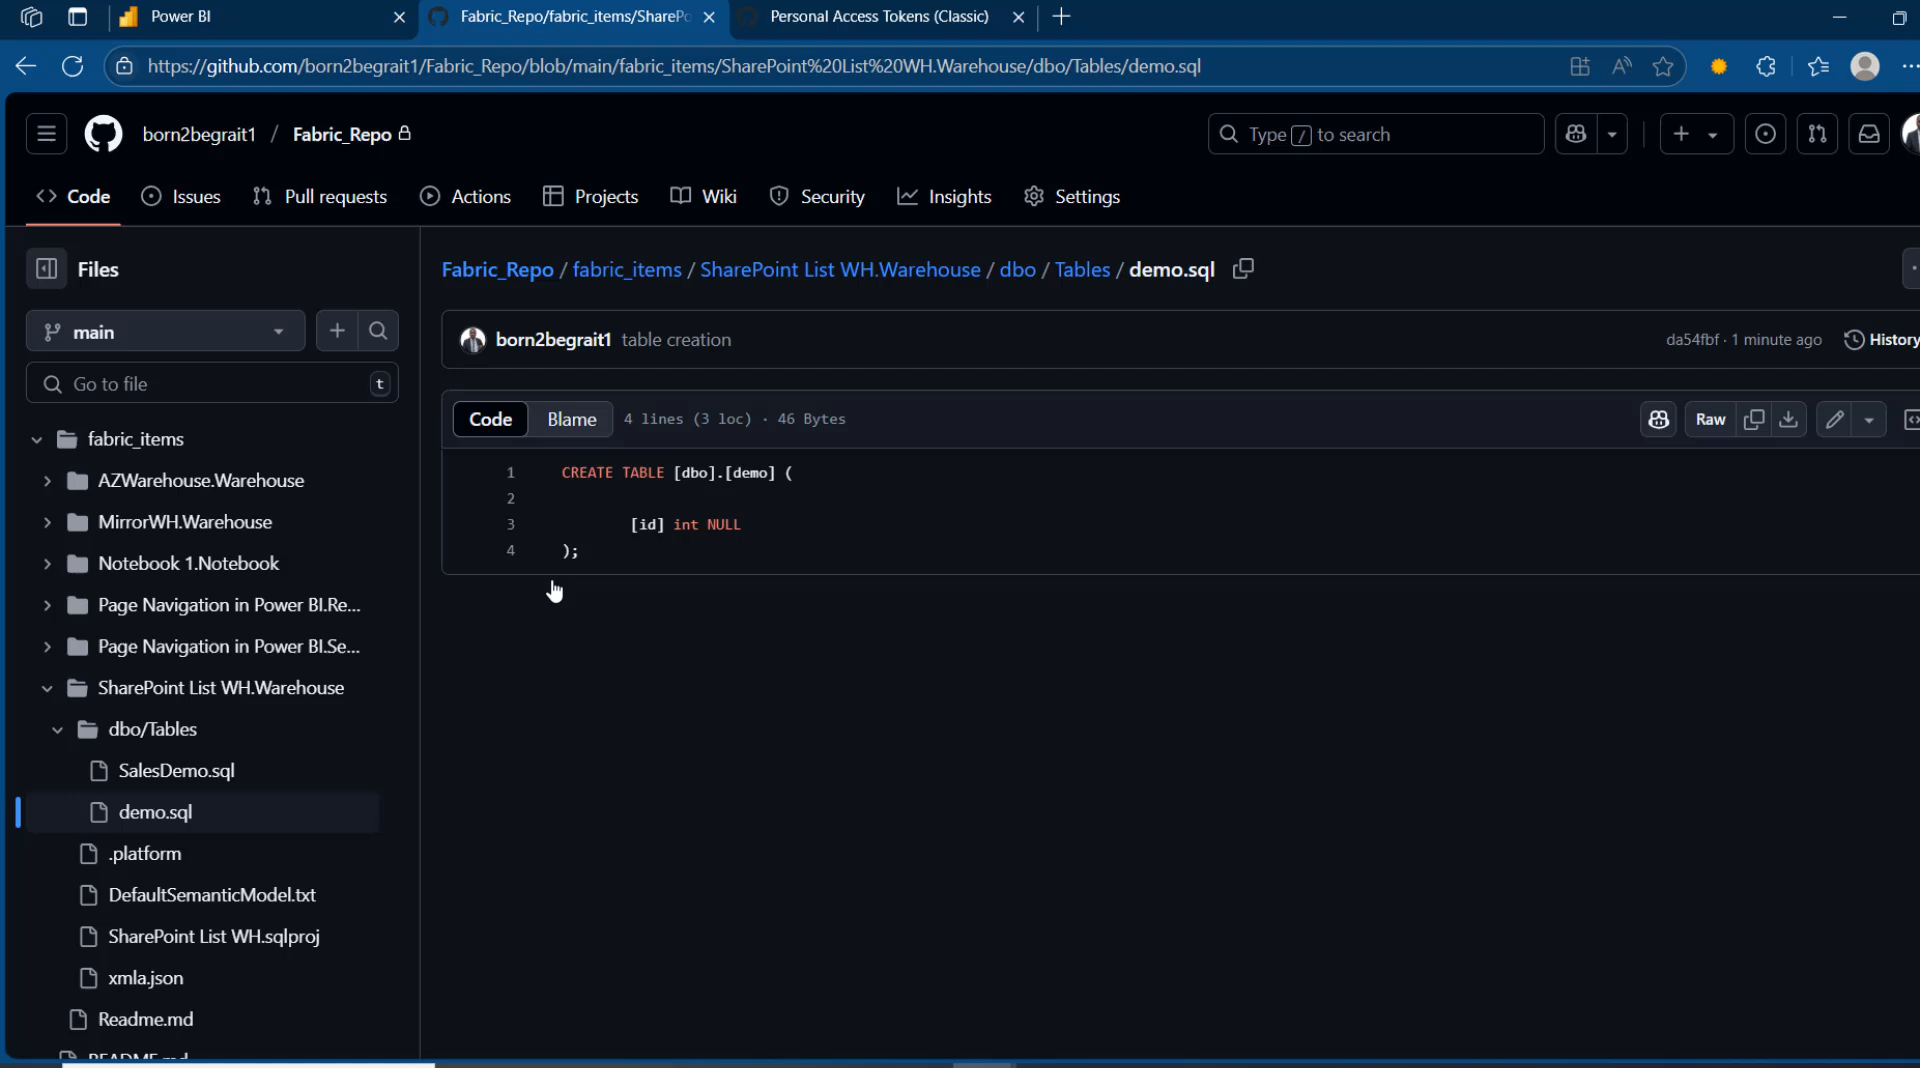 Power BI
Fabric_Repo/fabric_items/SharePo
Personal Access Tokens (Classic)
https://github.com/born2begrait1/Fabric_Repo/blob/main/fabric_items/SharePoint%20List%20WH.Warehouse/dbo/Tables/demo.sql
born2begrait1 / Fabric_Repo
Type / to search
Code Issues Pull requests Actions Projects Wiki Security Insights Settings
Files
main
Go to file t
fabric_items
AZWarehouse.Warehouse
MirrorWH.Warehouse
Notebook 1.Notebook
Page Navigation in Power BI.Re...
Page Navigation in Power BI.Se...
SharePoint List WH.Warehouse
dbo/Tables
SalesDemo.sql
demo.sql
.platform
DefaultSemanticModel.txt
SharePoint List WH.sqlproj
xmla.json
Readme.md
README.md
Fabric_Repo / fabric_items / SharePoint List WH.Warehouse / dbo / Tables / demo.sql
born2begrait1 table creation
da54fbf · 1 minute ago History
Code Blame 4 lines (3 loc) · 46 Bytes
Raw
1 CREATE TABLE [dbo].[demo] (
2
3 [id] int NULL
4 );